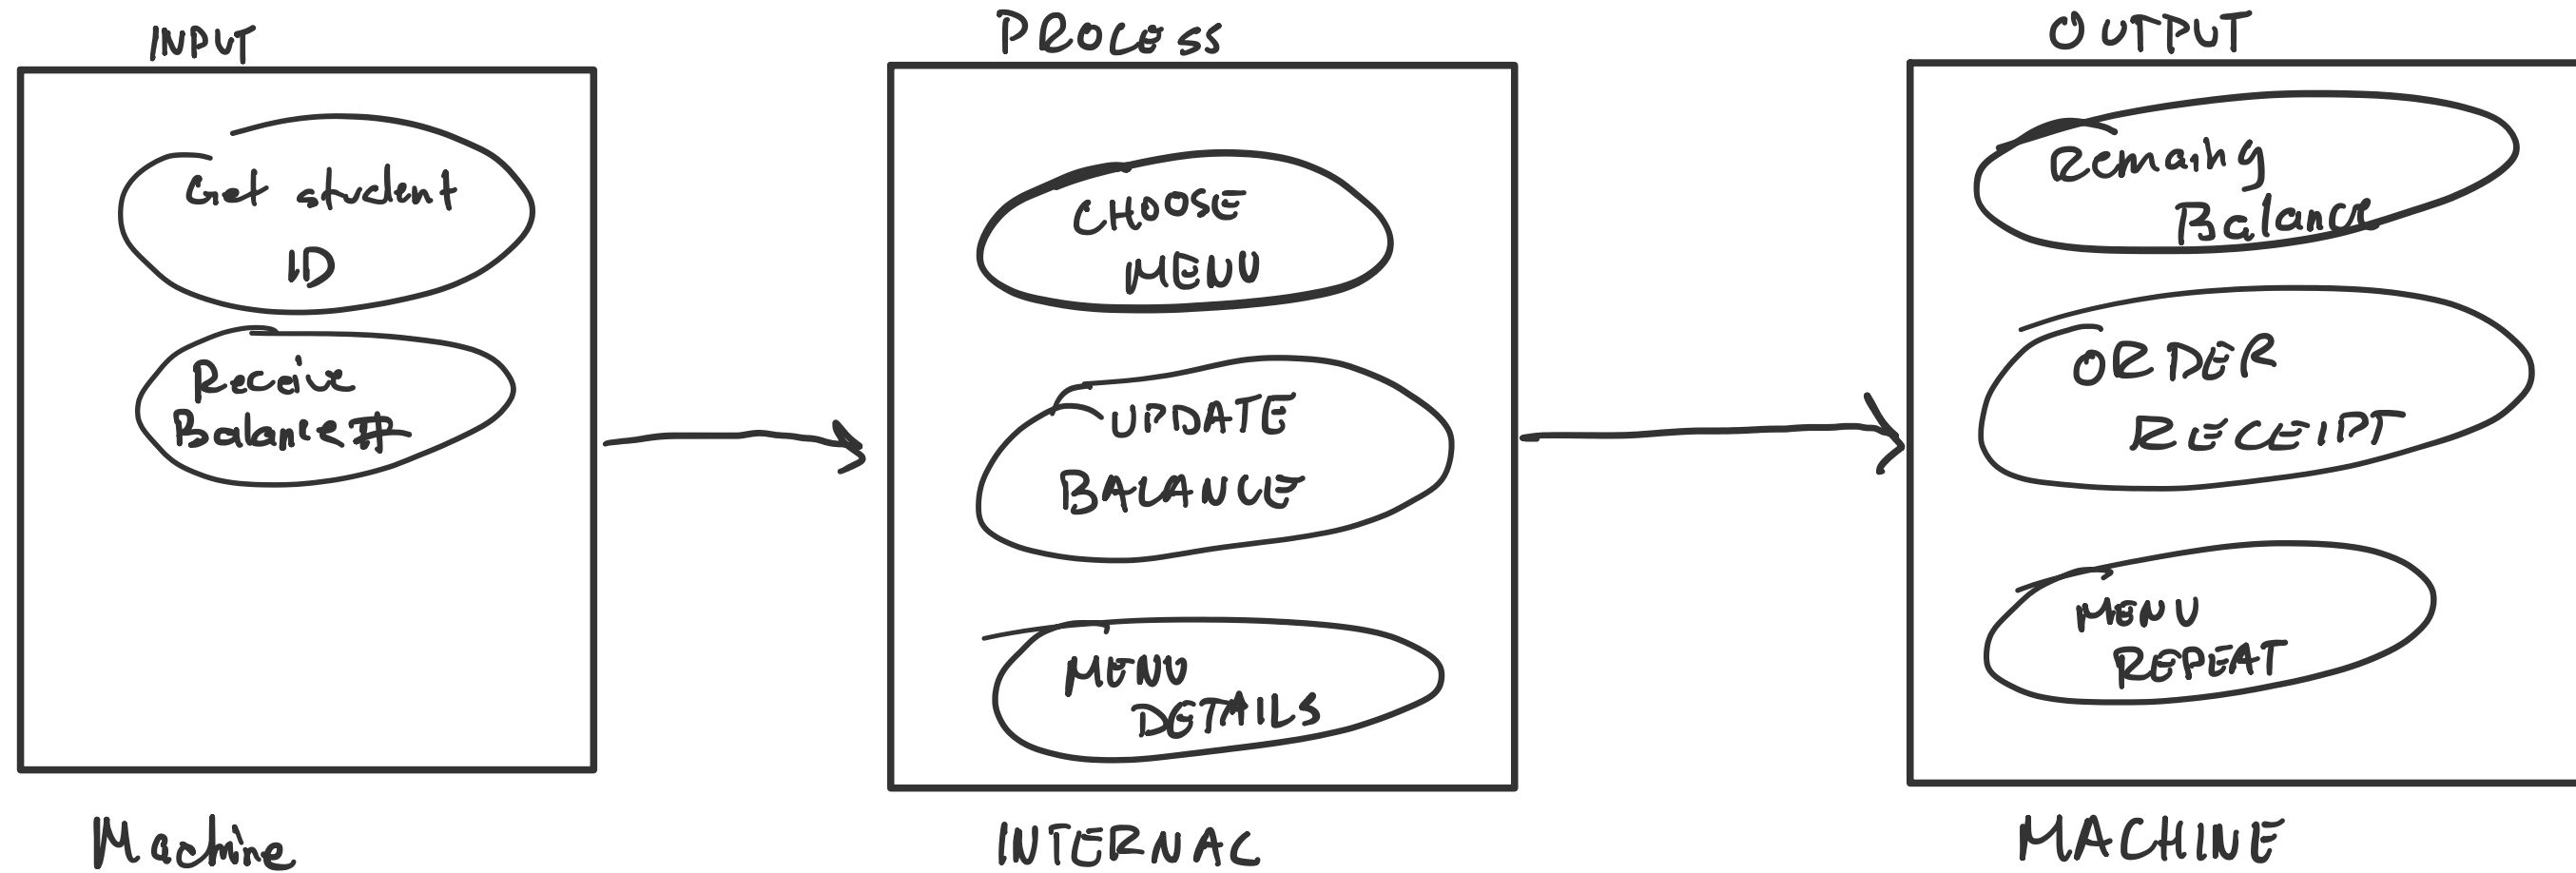 INPUT
Get student
ID
Receive
Balance #
Machine
PROCESS
CHOOSE
MENU
UPDATE
BALANCE
MENU
DETAILS
INTERNAL
OUTPUT
Remaing
Balance
ORDER
RECEIPT
MENU
REPEAT
MACHINE